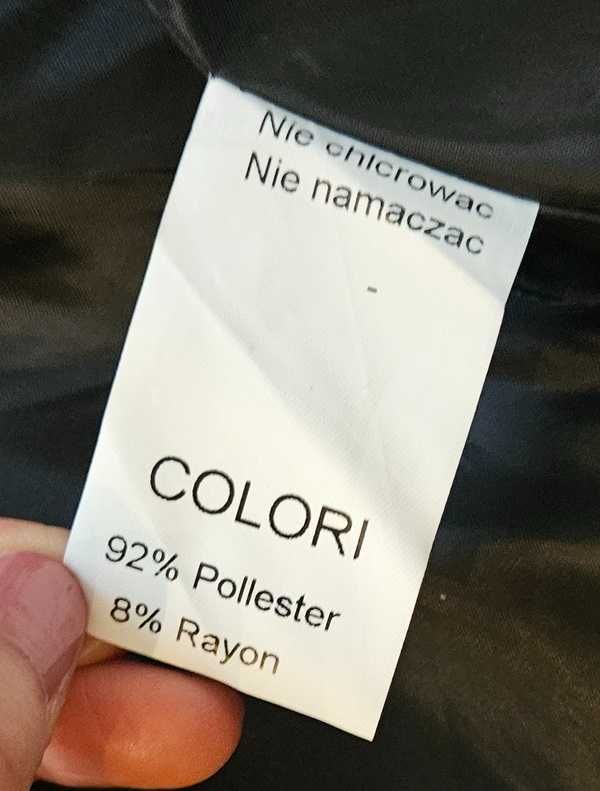 Nie chlcrowac
Nie namaczac
-
COLORI
92% Pollester
8% Rayon